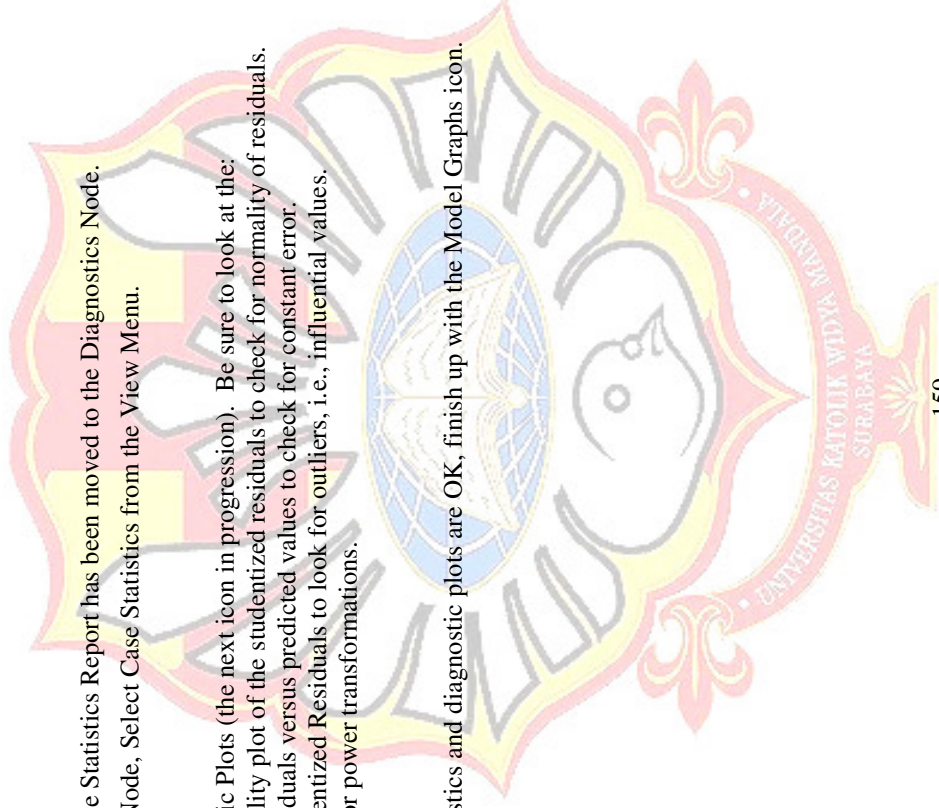 e Statistics Report has been moved to the Diagnostics Node.
Node, Select Case Statistics from the View Menu.
ic Plots (the next icon in progression). Be sure to look at the:
lity plot of the studentized residuals to check for normality of residuals.
duals versus predicted values to check for constant error.
entized Residuals to look for outliers, i.e., influential values.
or power transformations.
stics and diagnostic plots are OK, finish up with the Model Graphs icon.
• UNIVERSITAS KATOLIK WIDYA MANDALA •
SURABAYA